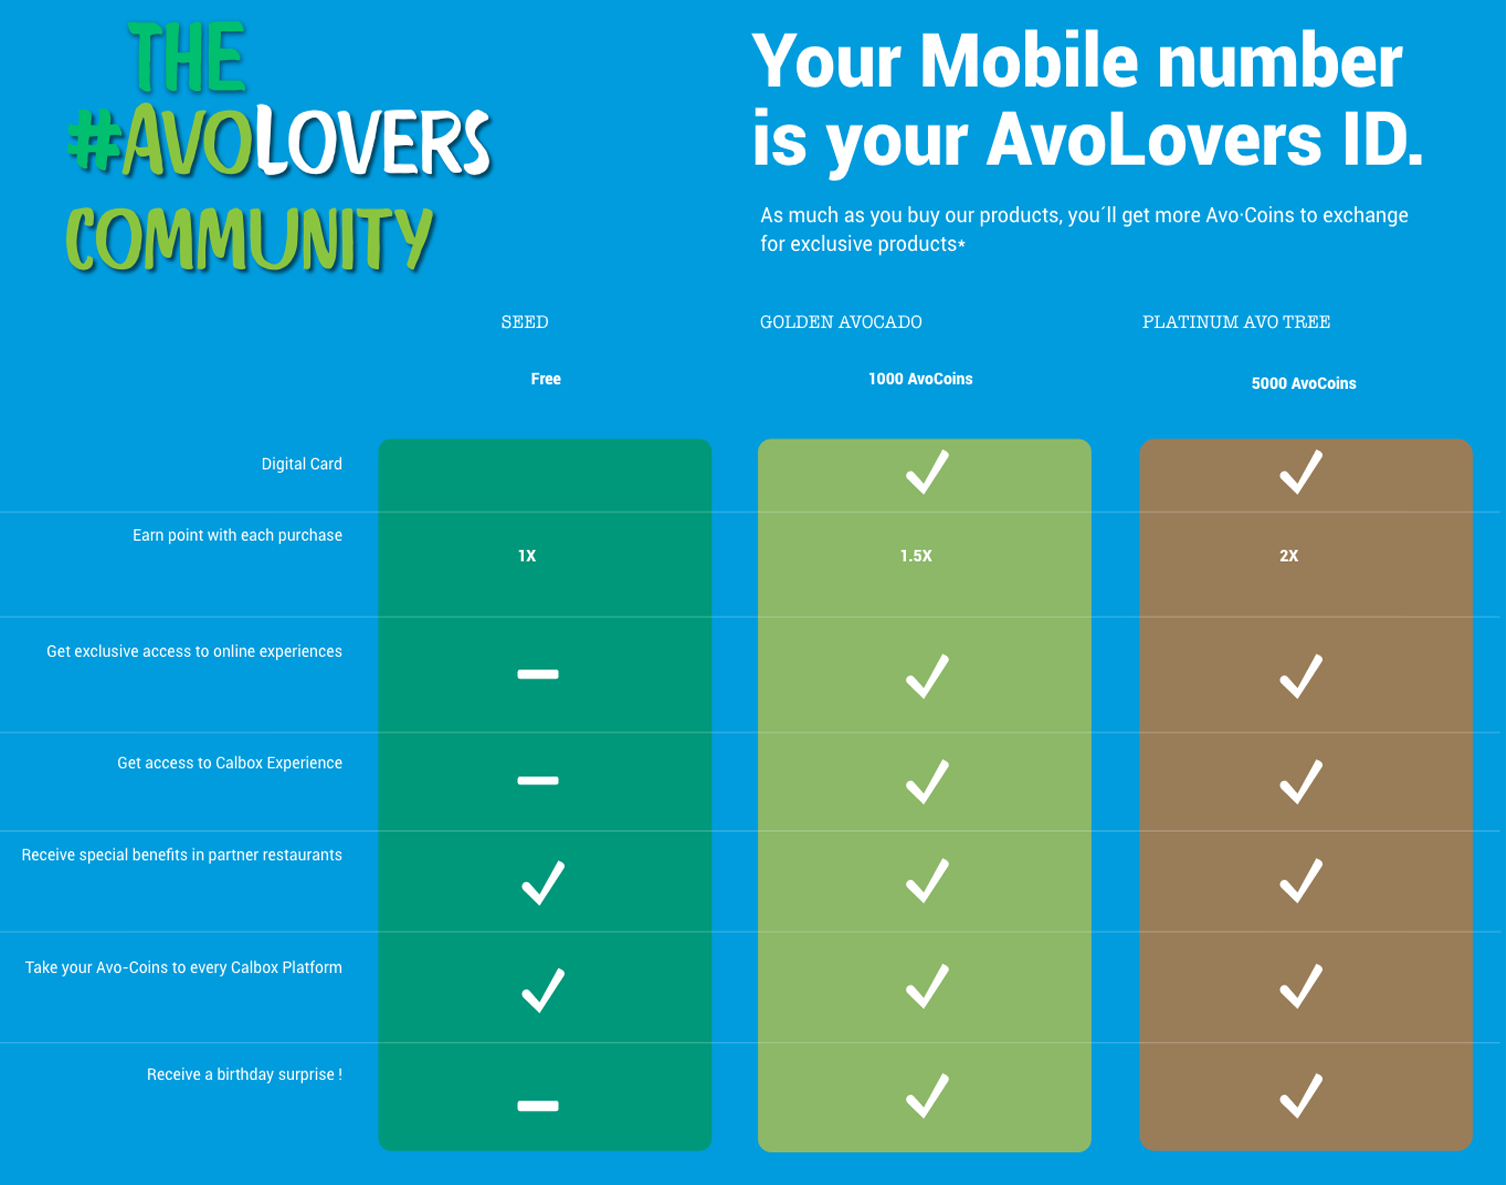 THE
#AVOLOVERS
COMMUNITY
Your Mobile number
is your AvoLovers ID.
As much as you buy our products, you´ll get more Avo·Coins to exchange
for exclusive products*
SEED
GOLDEN AVOCADO
PLATINUM AVO TREE
Free
1000 AvoCoins
5000 AvoCoins
Digital Card
Earn point with each purchase
1X
1.5X
2X
Get exclusive access to online experiences
Get access to Calbox Experience
Receive special benefits in partner restaurants
Take your Avo-Coins to every Calbox Platform
Receive a birthday surprise !